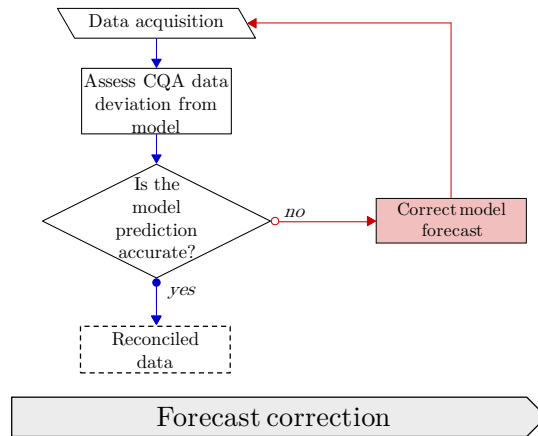 Data acquisition
Assess CQA data
deviation from
model
Is the
model
prediction
accurate?
no
Correct model
forecast
yes
Reconciled
data
Forecast correction